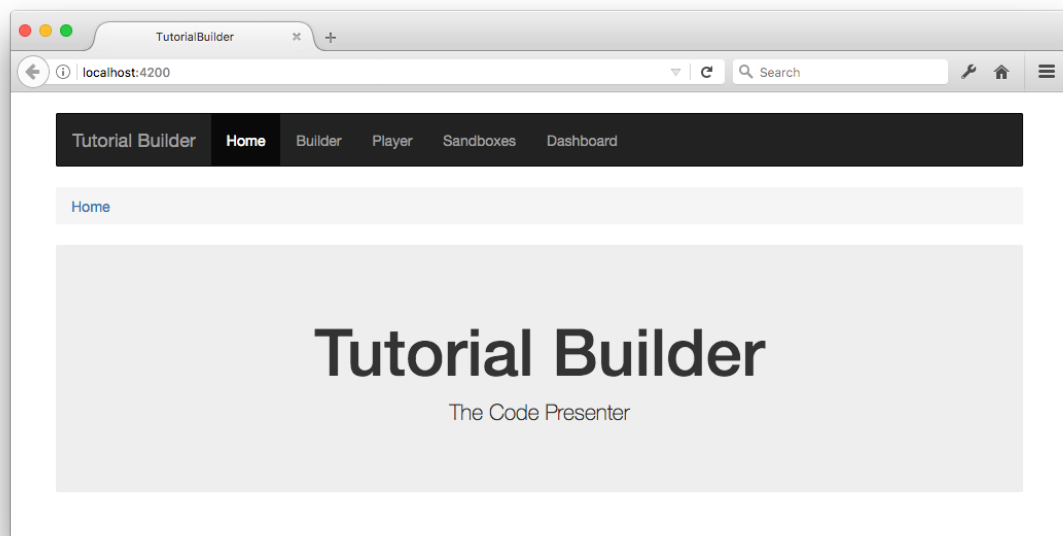 TutorialBuilder
localhost:4200 Search
Tutorial Builder Home Builder Player Sandboxes Dashboard
Home
Tutorial Builder
The Code Presenter